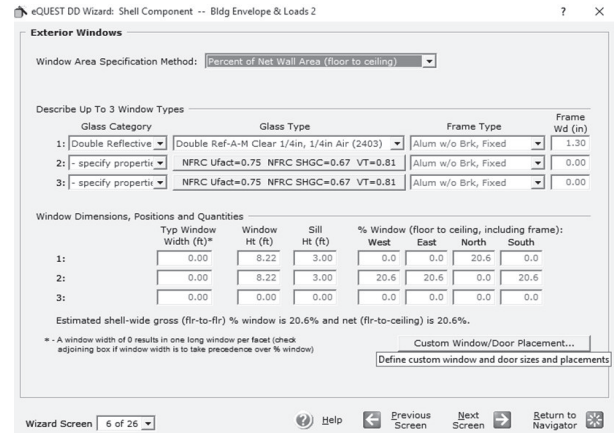 eQUEST DD Wizard: Shell Component -- Bldg Envelope & Loads 2 ? ×
Exterior Windows
Window Area Specification Method: Percent of Net Wall Area (floor to ceiling)
Describe Up To 3 Window Types
Frame
Glass Category Glass Type Frame Type Wd (in)
1: Double Reflective Double Ref-A-M Clear 1/4in, 1/4in Air (2403) Alum w/o Brk, Fixed 1.30
2: - specify propertie NFRC Ufact=0.75 NFRC SHGC=0.67 VT=0.81 Alum w/o Brk, Fixed 0.00
3: - specify propertie NFRC Ufact=0.75 NFRC SHGC=0.67 VT=0.81 Alum w/o Brk, Fixed 0.00
Window Dimensions, Positions and Quantities
Typ Window Window Sill % Window (floor to ceiling, including frame):
Width (ft)* Ht (ft) Ht (ft) West East North South
1: 0.00 8.22 3.00 0.0 0.0 20.6 0.0
2: 0.00 8.22 3.00 20.6 20.6 0.0 20.6
3: 0.00 0.00 0.00 0.0 0.0 0.0 0.0
Estimated shell-wide gross (flr-to-flr) % window is 20.6% and net (flr-to-ceiling) is 20.6%.
* - A window width of 0 results in one long window per facet (check
adjoining box if window width is to take precedence over % window)
Custom Window/Door Placement...
Define custom window and door sizes and placements
Wizard Screen 6 of 26 Help Previous Screen Next Screen Return to Navigator